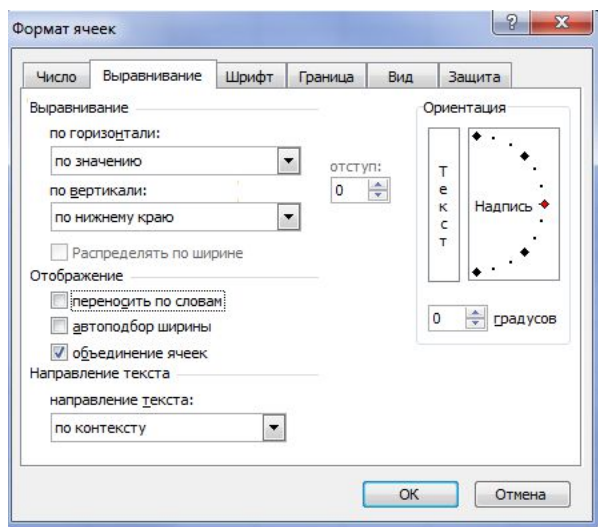 Формат ячеек
?
Число Выравнивание Шрифт Граница Вид Защита
Выравнивание
по горизонтали:
по значению
отступ:
0
по вертикали:
по нижнему краю
Распределять по ширине
Отображение
переносить по словам
автоподбор ширины
объединение ячеек
Направление текста
направление текста:
по контексту
Ориентация
Текст
Надпись
0 градусов
ОК Отмена